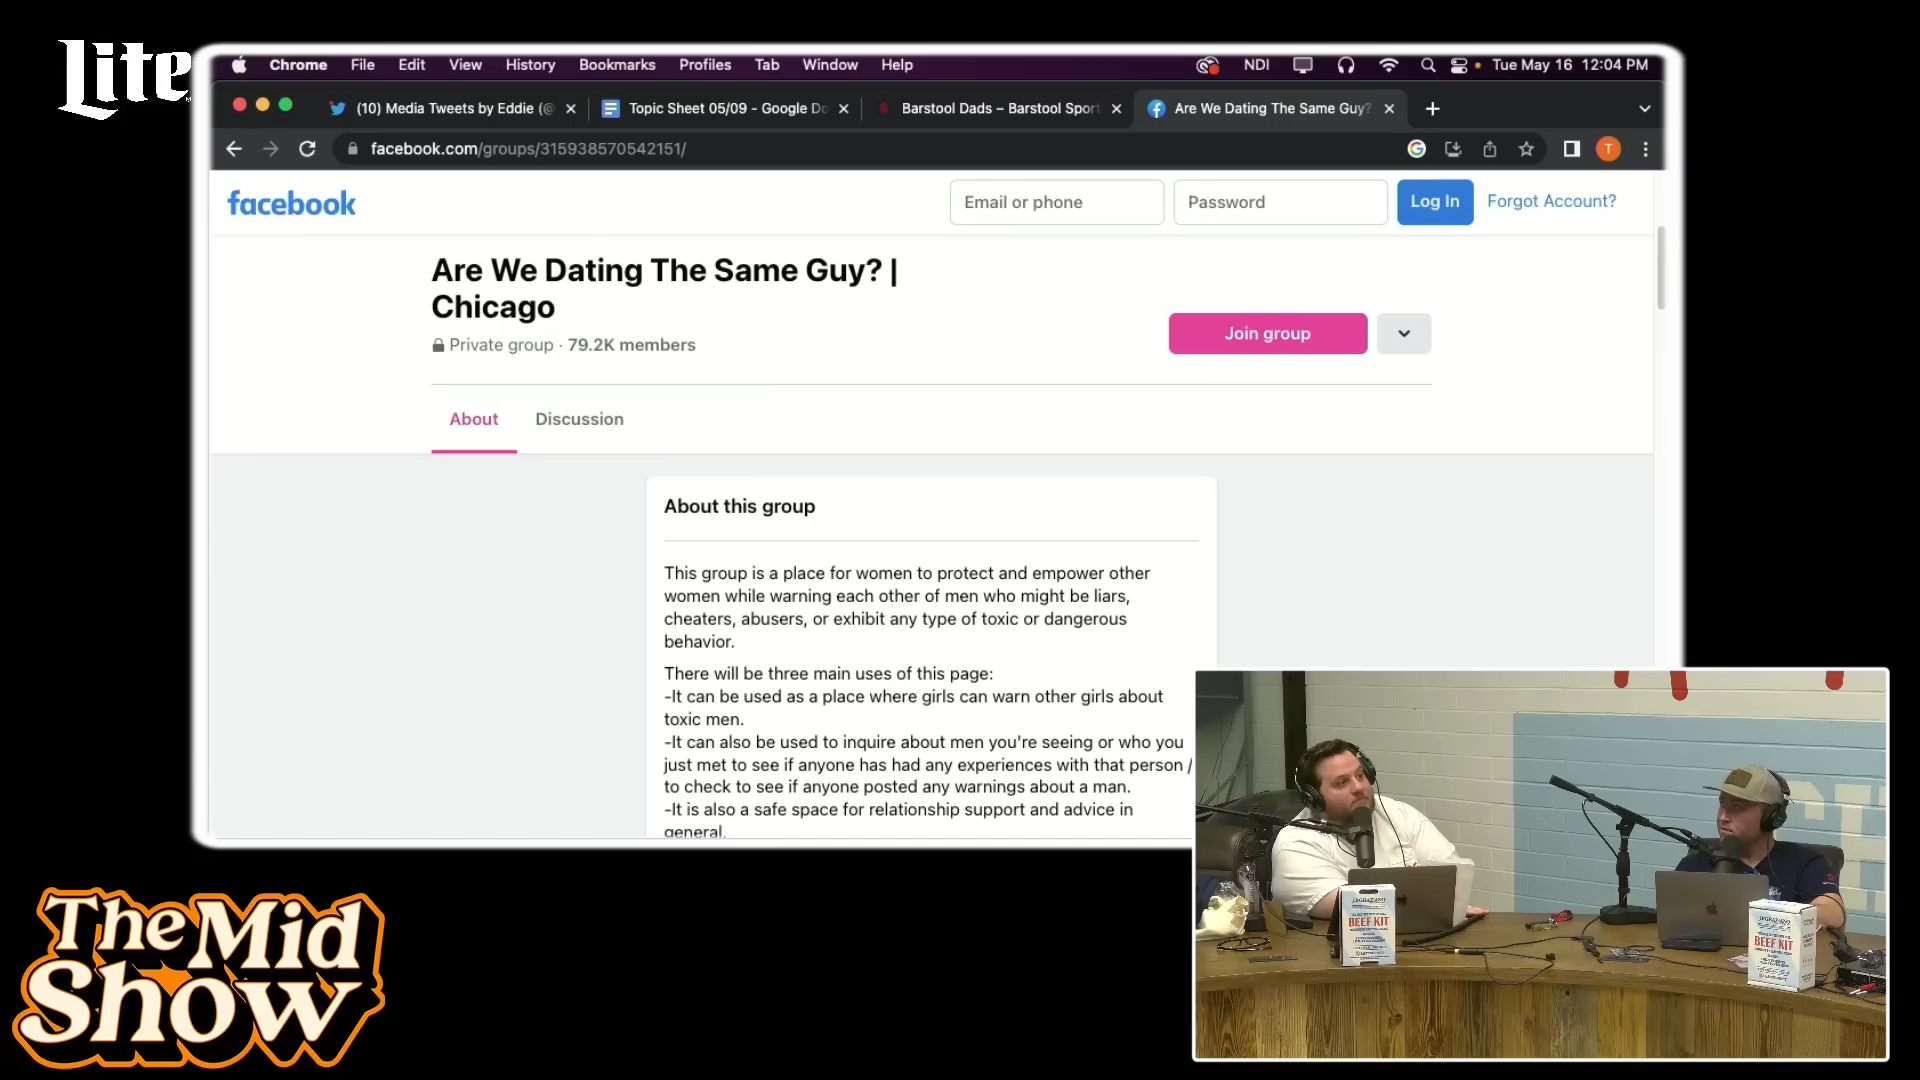 Lite
Chrome File Edit View History Bookmarks Profiles Tab Window Help NDI Tue May 16 12:04 PM
(10) Media Tweets by Eddie (@ Topic Sheet 05/09 - Google Do Barstool Dads – Barstool Sport Are We Dating The Same Guy?
facebook.com/groups/315938570542151/ T
facebook Email or phone Password Log In Forgot Account?
Are We Dating The Same Guy? |
Chicago
Private group · 79.2K members
Join group
About Discussion
About this group
This group is a place for women to protect and empower other
women while warning each other of men who might be liars,
cheaters, abusers, or exhibit any type of toxic or dangerous
behavior.
There will be three main uses of this page:
-It can be used as a place where girls can warn other girls about
toxic men.
-It can also be used to inquire about men you're seeing or who you
just met to see if anyone has had any experiences with that person /
to check to see if anyone posted any warnings about a man.
-It is also a safe space for relationship support and advice in
general.
The Mid
Show
BEEF KIT
BEEF KIT